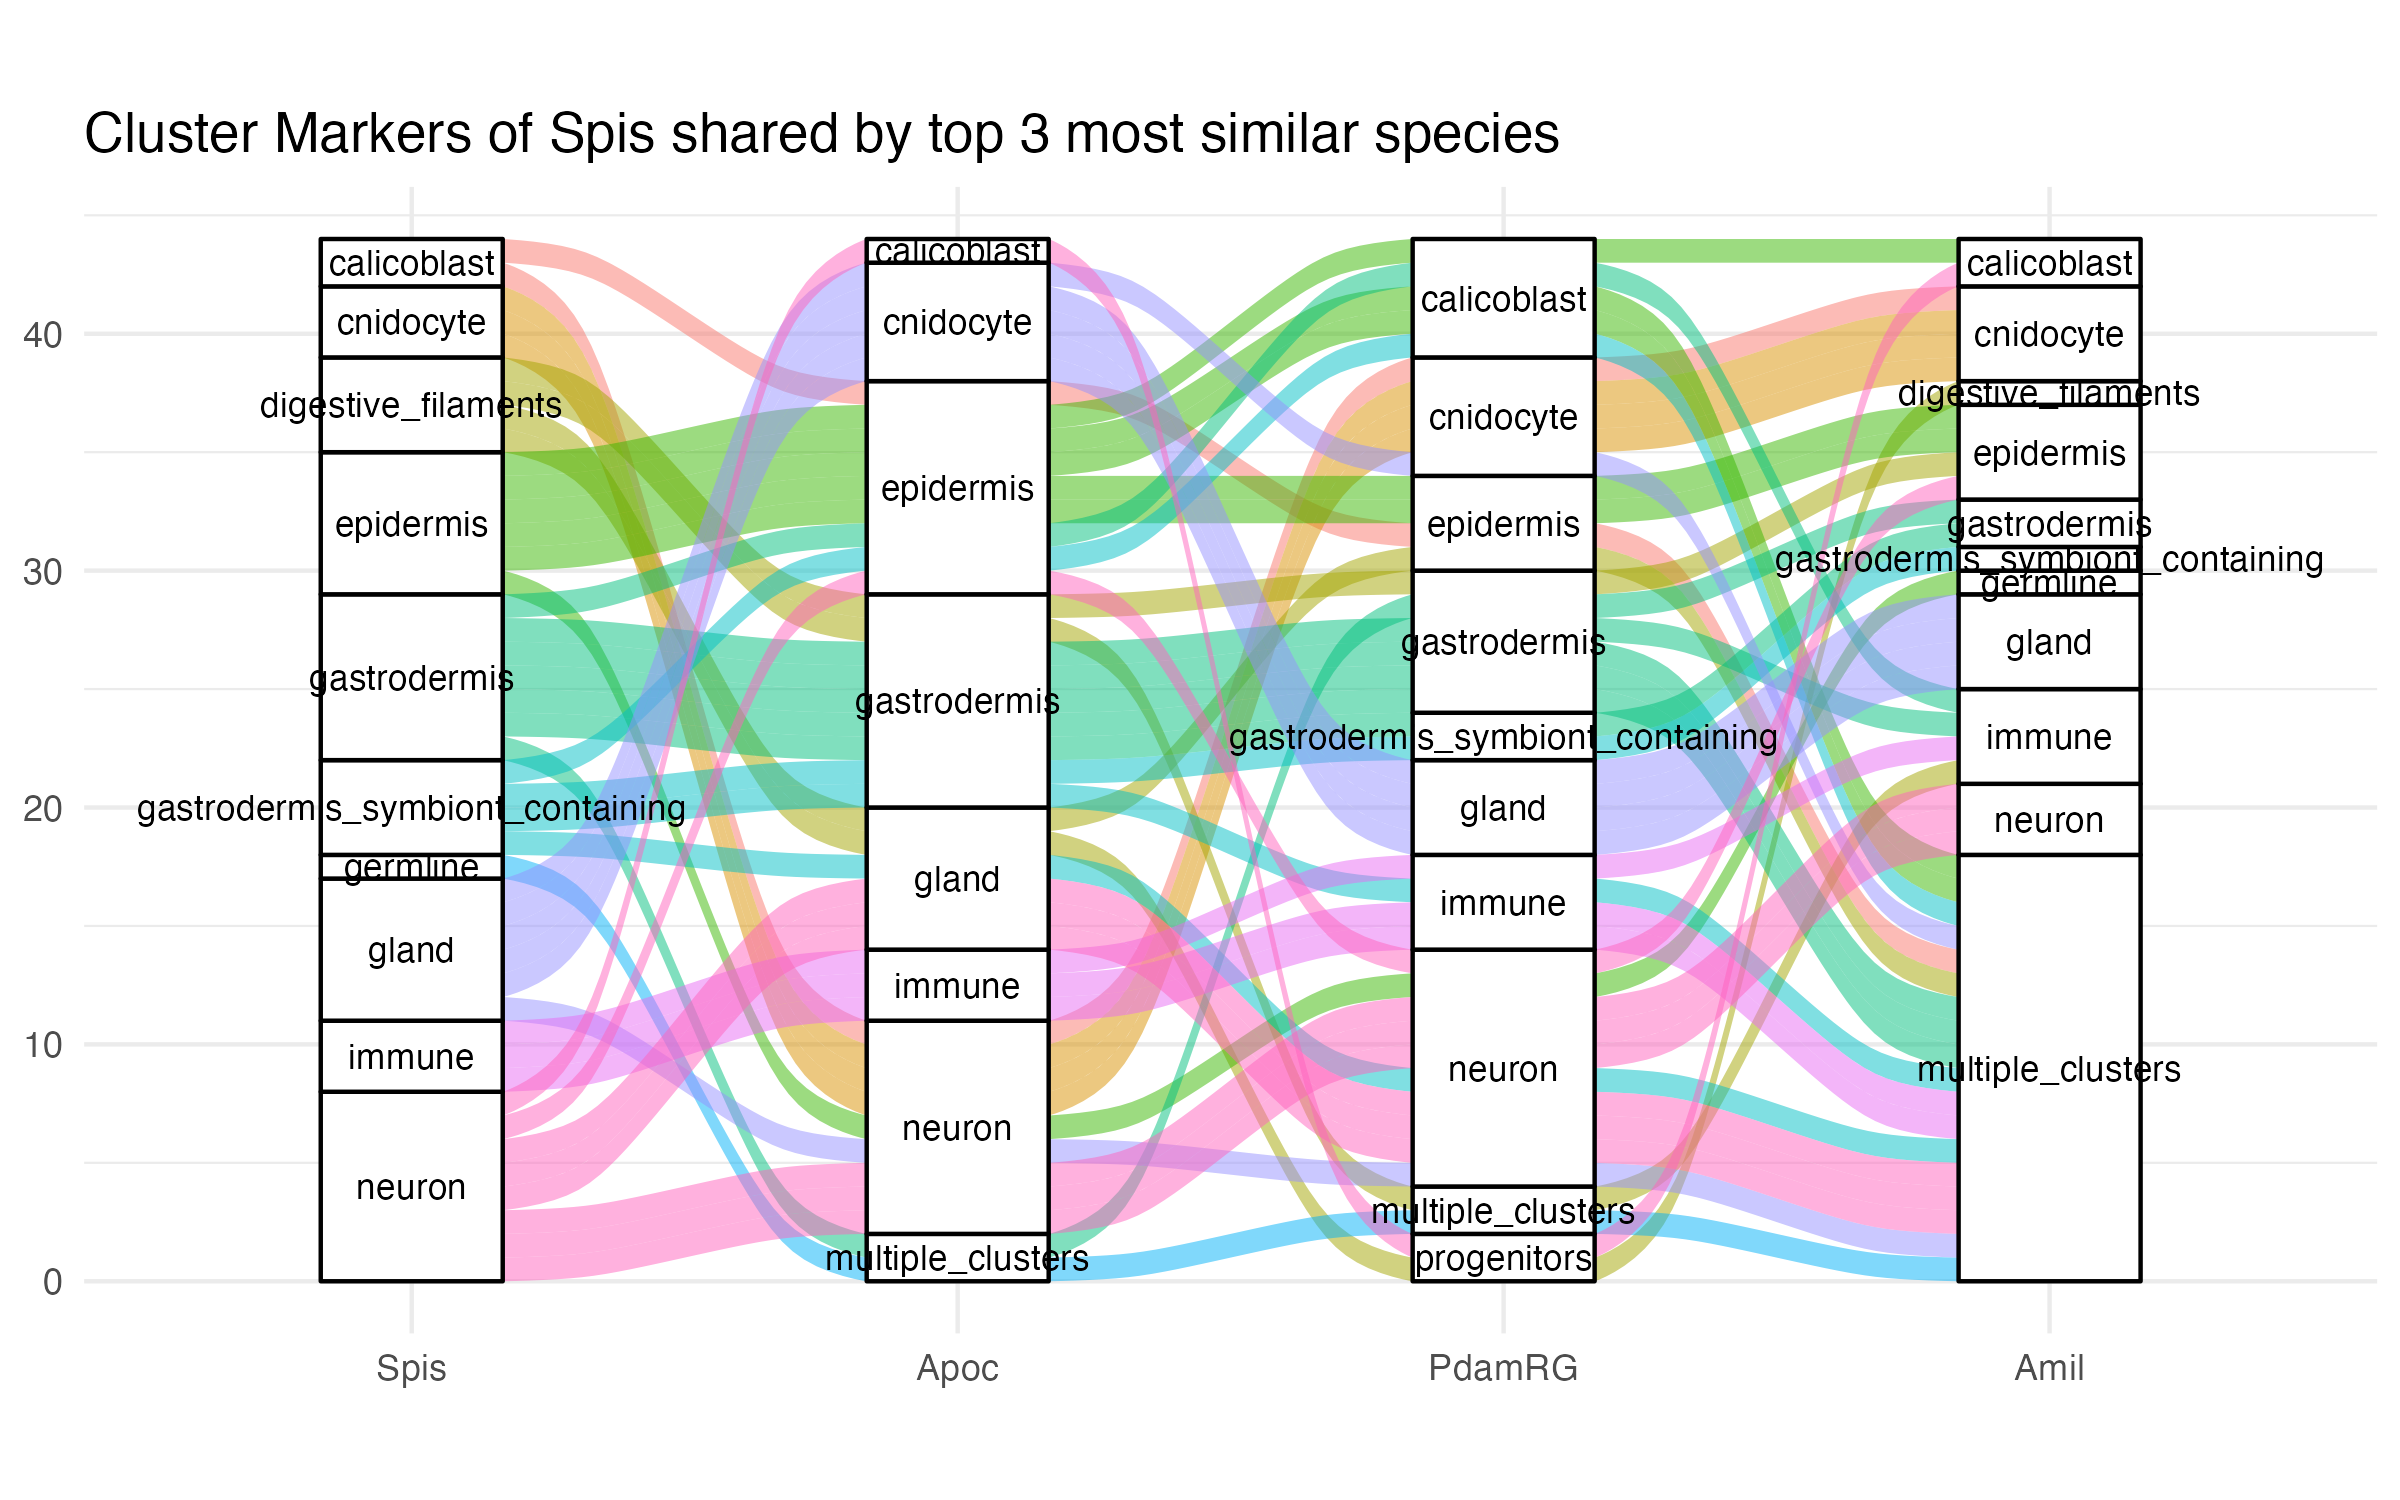 Cluster Markers of Spis shared by top 3 most similar species
40
30
20
10
0
calicoblast
cnidocyte
digestive_filaments
epidermis
gastrodermis
gastrodermis_symbiont_containing
germline
gland
immune
neuron
calicoblast
cnidocyte
epidermis
gastrodermis
gland
immune
neuron
multiple_clusters
calicoblast
cnidocyte
epidermis
gastrodermis
gastrodermis_symbiont_containing
gland
immune
neuron
multiple_clusters
progenitors
calicoblast
cnidocyte
digestive_filaments
epidermis
gastrodermis
gastrodermis_symbiont_containing
germline
gland
immune
neuron
multiple_clusters
Spis
Apoc
PdamRG
Amil